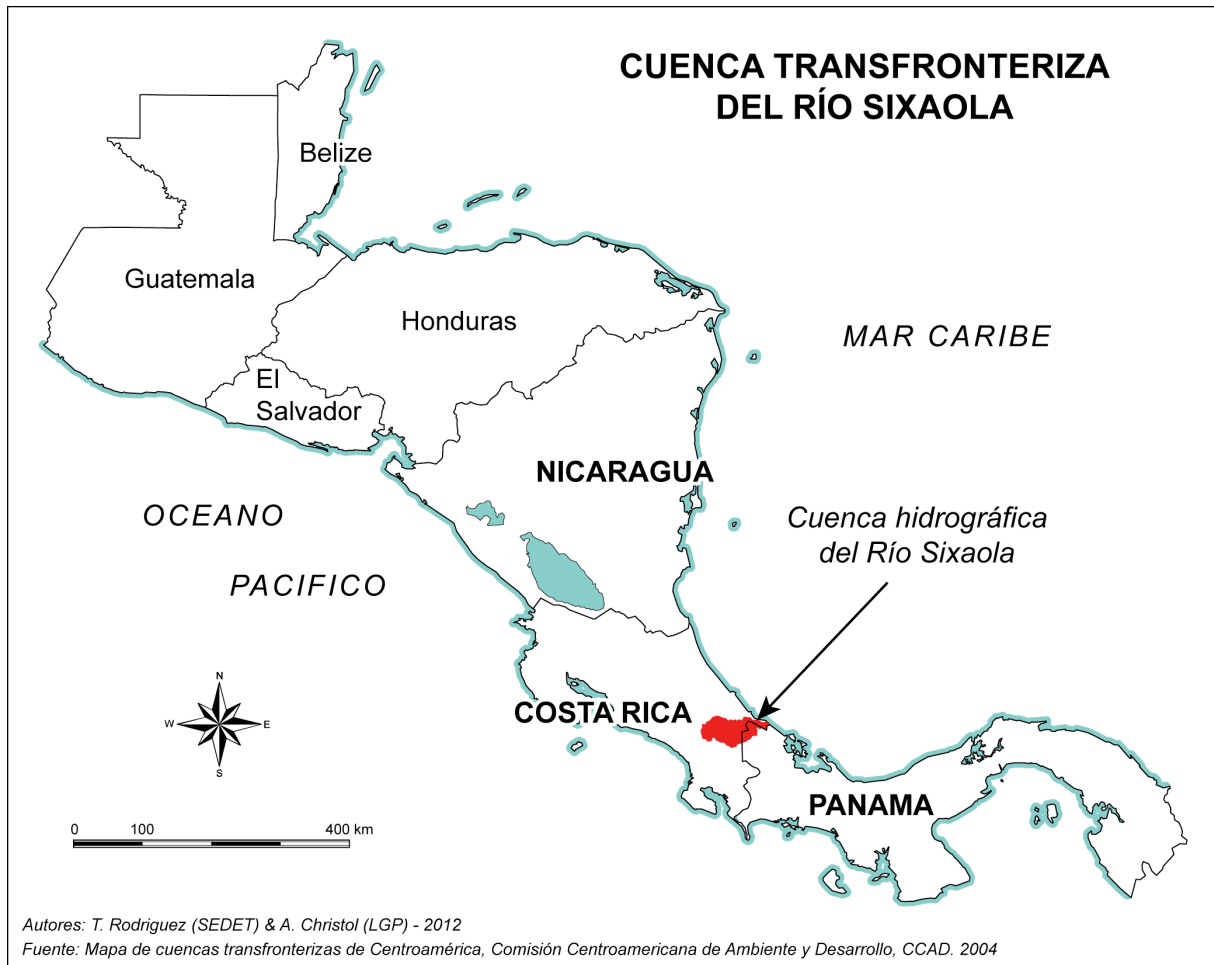 CUENCA TRANSFRONTERIZA
DEL RÍO SIXAOLA
Belize
Guatemala
Honduras
MAR CARIBE
El
Salvador
NICARAGUA
OCEANO
PACIFICO
Cuenca hidrográfica
del Río Sixaola
N
W
E
S
COSTA RICA
PANAMA
0 100 400 km
Autores: T. Rodriguez (SEDET) & A. Christol (LGP) - 2012
Fuente: Mapa de cuencas transfronterizas de Centroamérica, Comisión Centroamericana de Ambiente y Desarrollo, CCAD. 2004